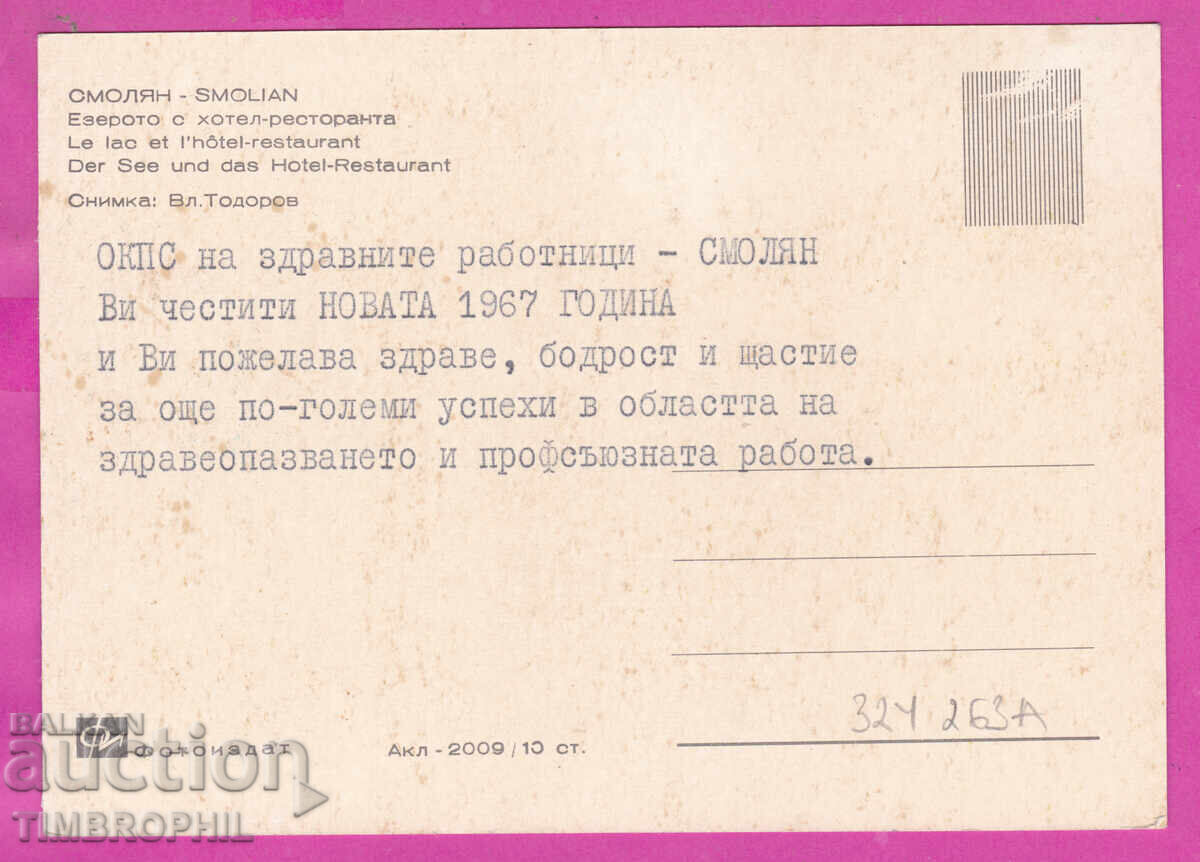 СМОЛЯН - SMOLIAN
Езерото с хотел-ресторанта
Le lac et l'hôtel-restaurant
Der See und das Hotel-Restaurant
Снимка: Вл.Тодоров
ОКПС на здравните работници - СМОЛЯН
Ви честити НОВАТА 1967 ГОДИНА
и Ви пожелава здраве, бодрост и щастие
за още по-големи успехи в областта на
здравеопазването и профсъюзната работа.
324 263А
Фотоиздат
Акл - 2009 / 10 ст.
BALKAN
auction
TIMBROPHIL